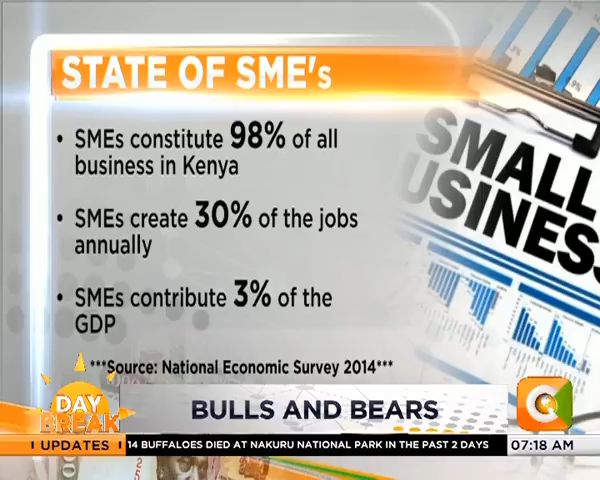 STATE OF SME's
• SMEs constitute 98% of all
business in Kenya
• SMEs create 30% of the jobs
annually
• SMEs contribute 3% of the
GDP
***Source: National Economic Survey 2014***
SMALL
USINES
DAY
BREAK
BULLS AND BEARS
UPDATES
14 BUFFALOES DIED AT NAKURU NATIONAL PARK IN THE PAST 2 DAYS
07:18 AM